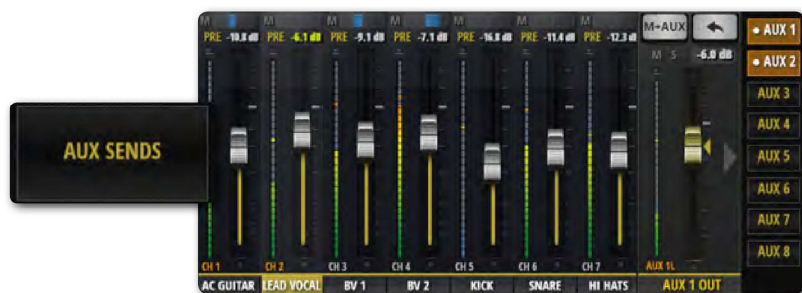 AUX SENDS
M M M M M M M
PRE -10.8 dB PRE -6.1 dB PRE -9.1 dB PRE -7.1 dB PRE -16.8 dB PRE -11.4 dB PRE -12.3 dB
CH 1 CH 2 CH 3 CH 4 CH 5 CH 6 CH 7
AC GUITAR LEAD VOCAL BV 1 BV 2 KICK SNARE HI HATS
M→AUX
M S -6.0 dB
AUX 1L
AUX 1 OUT
• AUX 1
• AUX 2
AUX 3
AUX 4
AUX 5
AUX 6
AUX 7
AUX 8